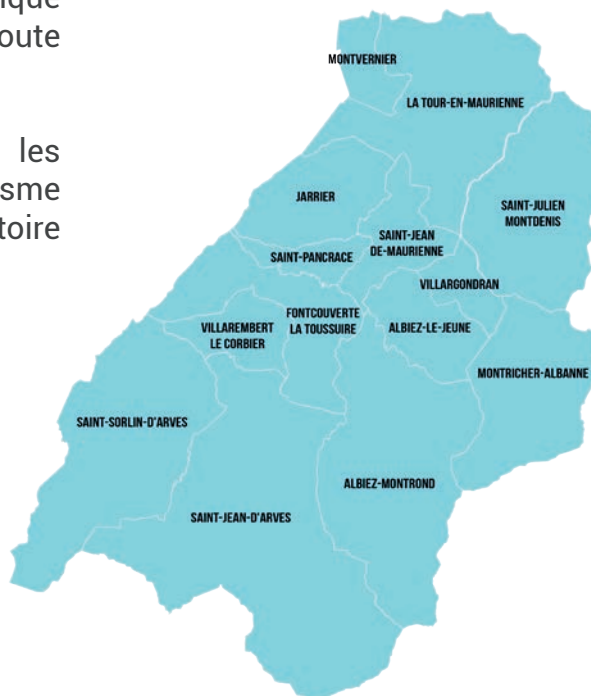 oute
les
isme
toire
MONTVERNIER
LA TOUR-EN-MAURIENNE
JARRIER
SAINT-JULIEN
MONTDENIS
SAINT-JEAN
DE-MAURIENNE
SAINT-PANCRACE
VILLARGONDRAN
FONTCOUVERTE
LA TOUSSUIRE
VILLAREMBERT
LE CORBIER
ALBIEZ-LE-JEUNE
MONTRICHER-ALBANNE
SAINT-SORLIN-D'ARVES
ALBIEZ-MONTROND
SAINT-JEAN-D'ARVES